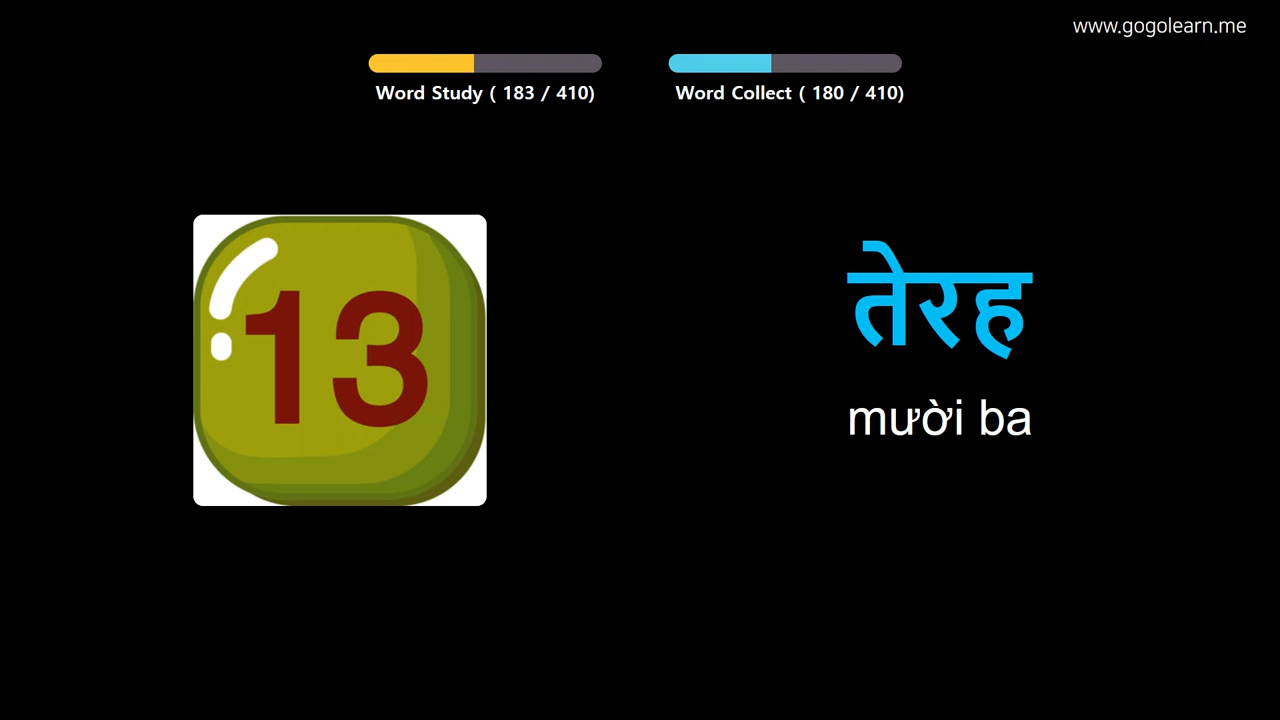 www.gogolearn.me
Word Study ( 183 / 410)
Word Collect ( 180 / 410)
13
तेरह
mười ba